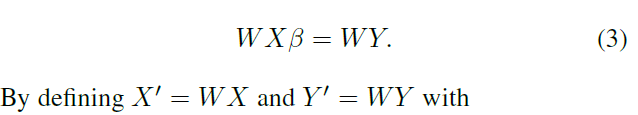 WXβ = WY. (3)
By defining X′ = WX and Y′ = WY with